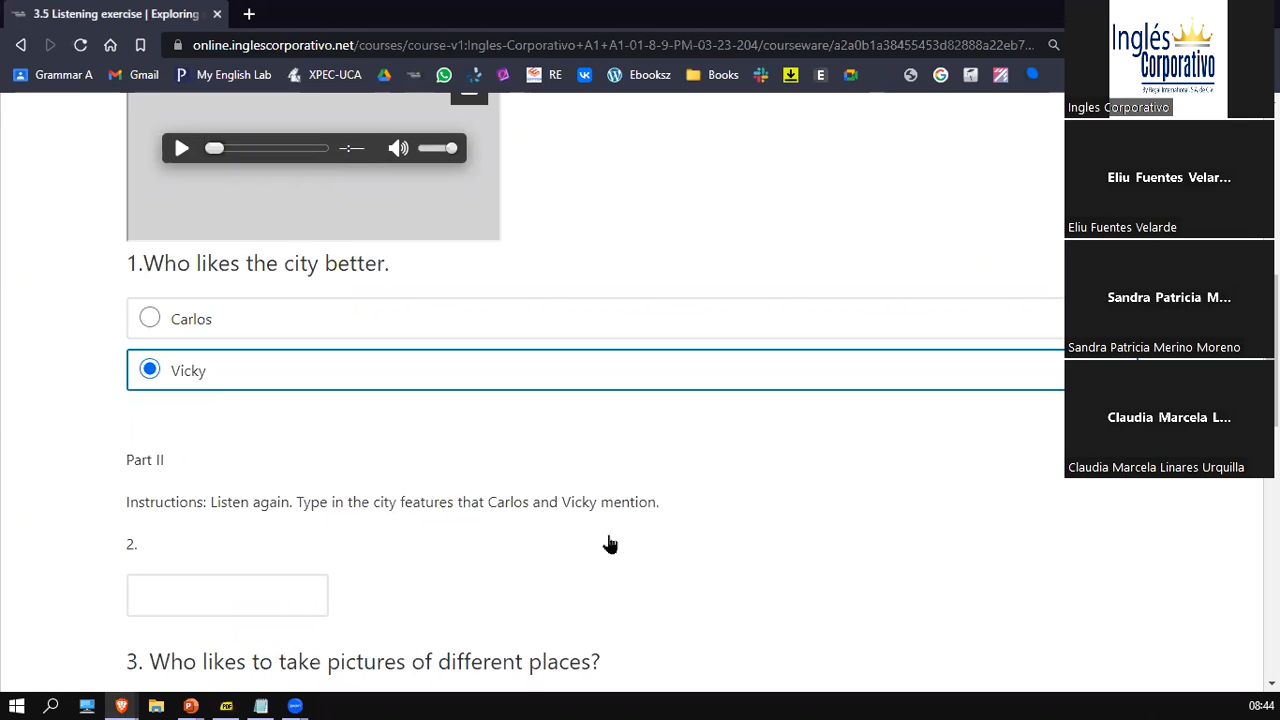 3.5 Listening exercise | Exploring
online.inglescorporativo.net/courses/course-v1:Ingles-Corporativo+A1+A1-01-8-9-PM-03-23-204/courseware/a2a0b1a38455453d82888a22eb7...
Grammar A
Gmail
My English Lab
XPEC-UCA
RE
Ebooksz
Books
E
-:--
1.Who likes the city better.
Carlos
Vicky
Part II
Instructions: Listen again. Type in the city features that Carlos and Vicky mention.
2.
3. Who likes to take pictures of different places?
Inglés
Corporativo
Ingles Corporativo
Eliu Fuentes Velar...
Eliu Fuentes Velarde
Sandra Patricia M...
Sandra Patricia Merino Moreno
Claudia Marcela L...
Claudia Marcela Linares Urquilla
08:44